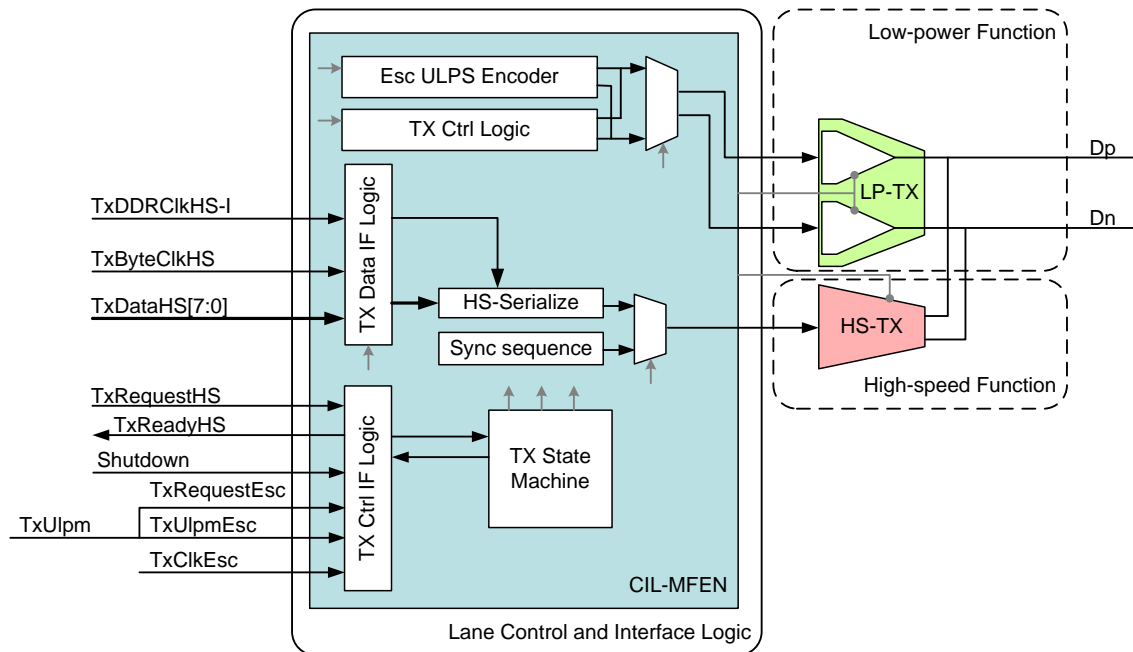 Low-power Function
Esc ULPS Encoder
TX Ctrl Logic
Dp
LP-TX
Dn
TxDDRClkHS-I
TxByteClkHS
TxDataHS[7:0]
TX Data IF Logic
HS-Serialize
Sync sequence
HS-TX
High-speed Function
TxRequestHS
TxReadyHS
Shutdown
TxRequestEsc
TxUlpm
TxUlpmEsc
TxClkEsc
TX Ctrl IF Logic
TX State
Machine
CIL-MFEN
Lane Control and Interface Logic